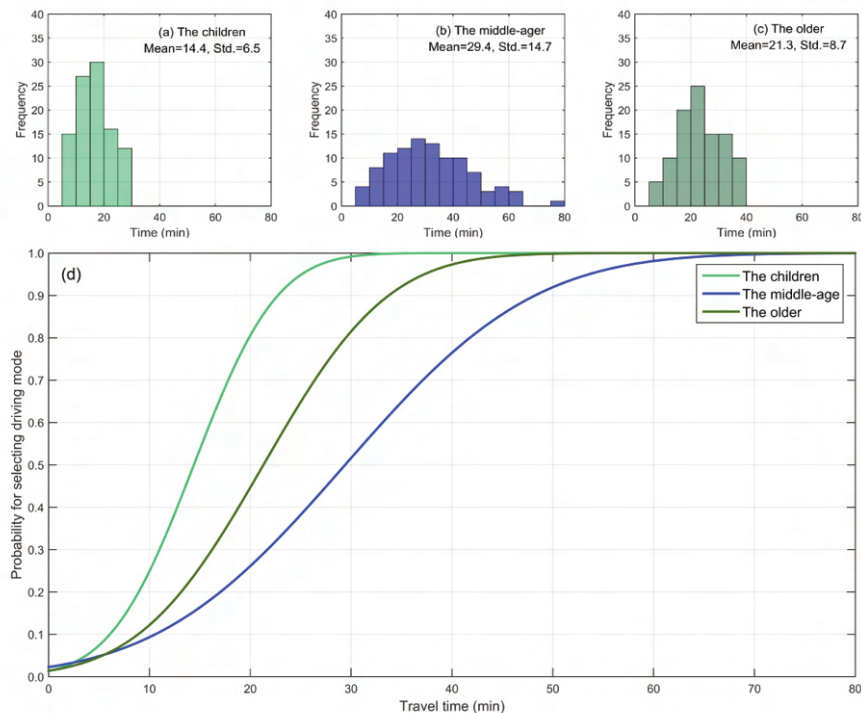 (a) The children
Mean=14.4, Std.=6.5
Frequency
40
35
30
25
20
15
10
5
0
0 20 40 60 80
Time (min)
(b) The middle-ager
Mean=29.4, Std.=14.7
Frequency
40
35
30
25
20
15
10
5
0
0 20 40 60 80
Time (min)
(c) The older
Mean=21.3, Std.=8.7
Frequency
40
35
30
25
20
15
10
5
0
0 20 40 60 80
Time (min)
(d)
The children
The middle-age
The older
Probability for selecting driving mode
1.0
0.9
0.8
0.7
0.6
0.5
0.4
0.3
0.2
0.1
0.0
0 10 20 30 40 50 60 70 80
Travel time (min)